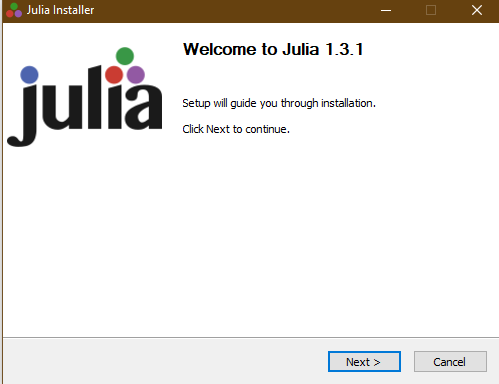 Julia Installer
julia
Welcome to Julia 1.3.1
Setup will guide you through installation.
Click Next to continue.
Next >
Cancel